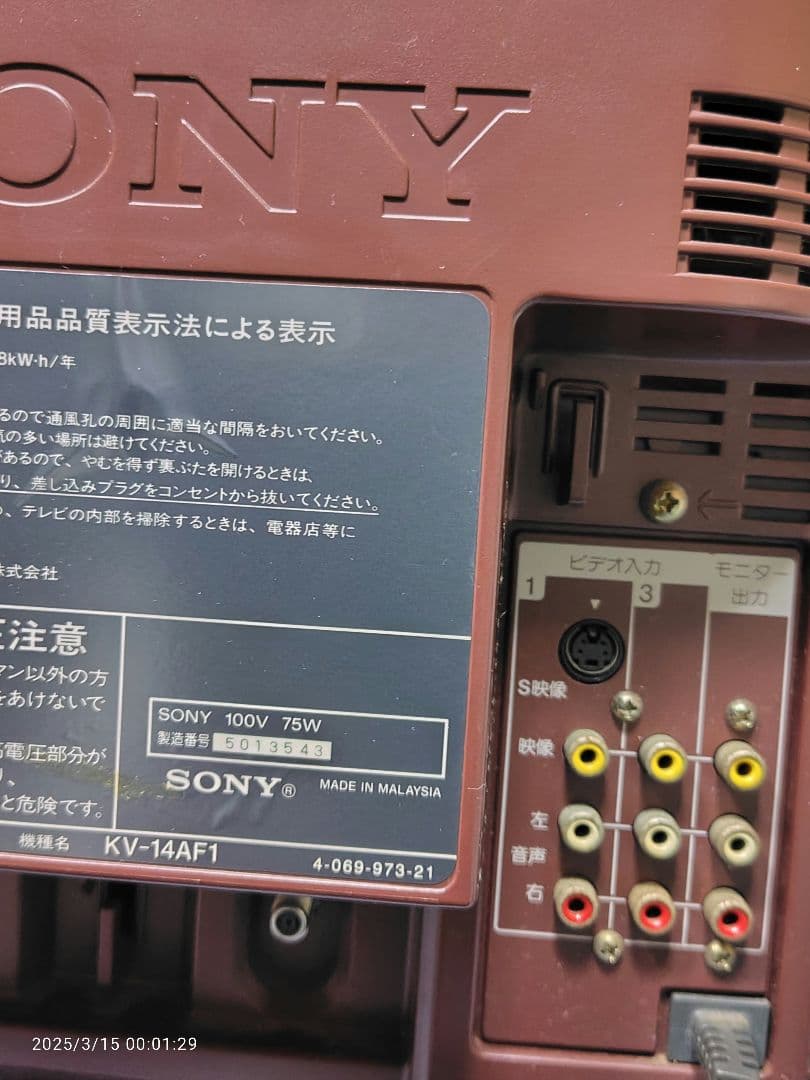 ONY
用品品質表示法による表示
8kW·h/年
るので通風孔の周囲に適当な間隔をおいてください。
気の多い場所は避けてください。
があるので、やむを得ず裏ぶたを開けるときは、
り、差し込みプラグをコンセントから抜いてください。
、テレビの内部を掃除するときは、電器店等に
株式会社
注意
マン以外の方
をあけないで
高電圧部分が
り、
と危険です。
SONY 100V 75W
製造番号 5013543
SONY® MADE IN MALAYSIA
機種名 KV-14AF1
4-069-973-21
ビデオ入力
モニター
出力
1
3
S映像
映像
左
音声
右
2025/3/15 00:01:29